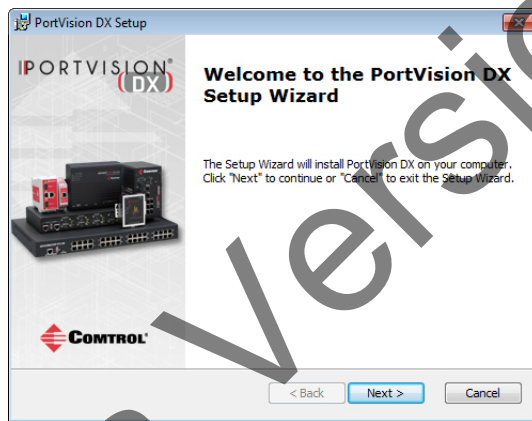 PortVision DX Setup
PORTVISION®
(DX)
Welcome to the PortVision DX
Setup Wizard
The Setup Wizard will install PortVision DX on your computer.
Click "Next" to continue or "Cancel" to exit the Setup Wizard.
COMTROL®
< Back
Next >
Cancel
Versi